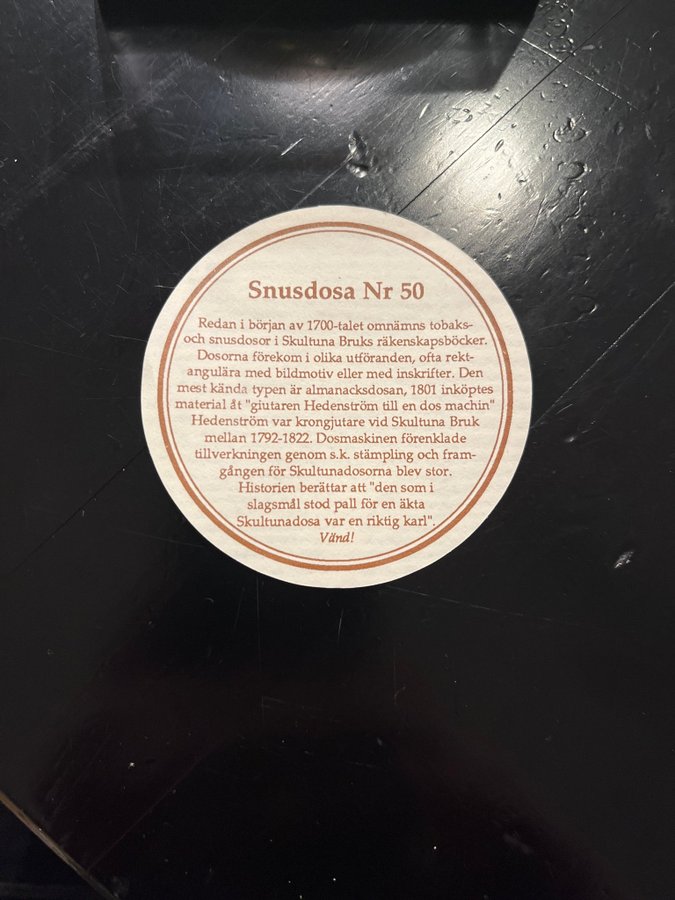 Snusdosa Nr 50
Redan i början av 1700-talet omnämns tobaks-
och snusdosor i Skultuna Bruks räkenskapsböcker.
Dosorna förekom i olika utföranden, ofta rekt-
angulära med bildmotiv eller med inskrifter. Den
mest kända typen är almanacksdosan, 1801 inköptes
material åt "giutaren Hedenström till en dos machin"
Hedenström var krongjutare vid Skultuna Bruk
mellan 1792-1822. Dosmaskinen förenklade
tillverkningen genom s.k. stämpling och fram-
gången för Skultunadosorna blev stor.
Historien berättar att "den som i
slagsmål stod pall för en äkta
Skultunadosa var en riktig karl".
Vänd!